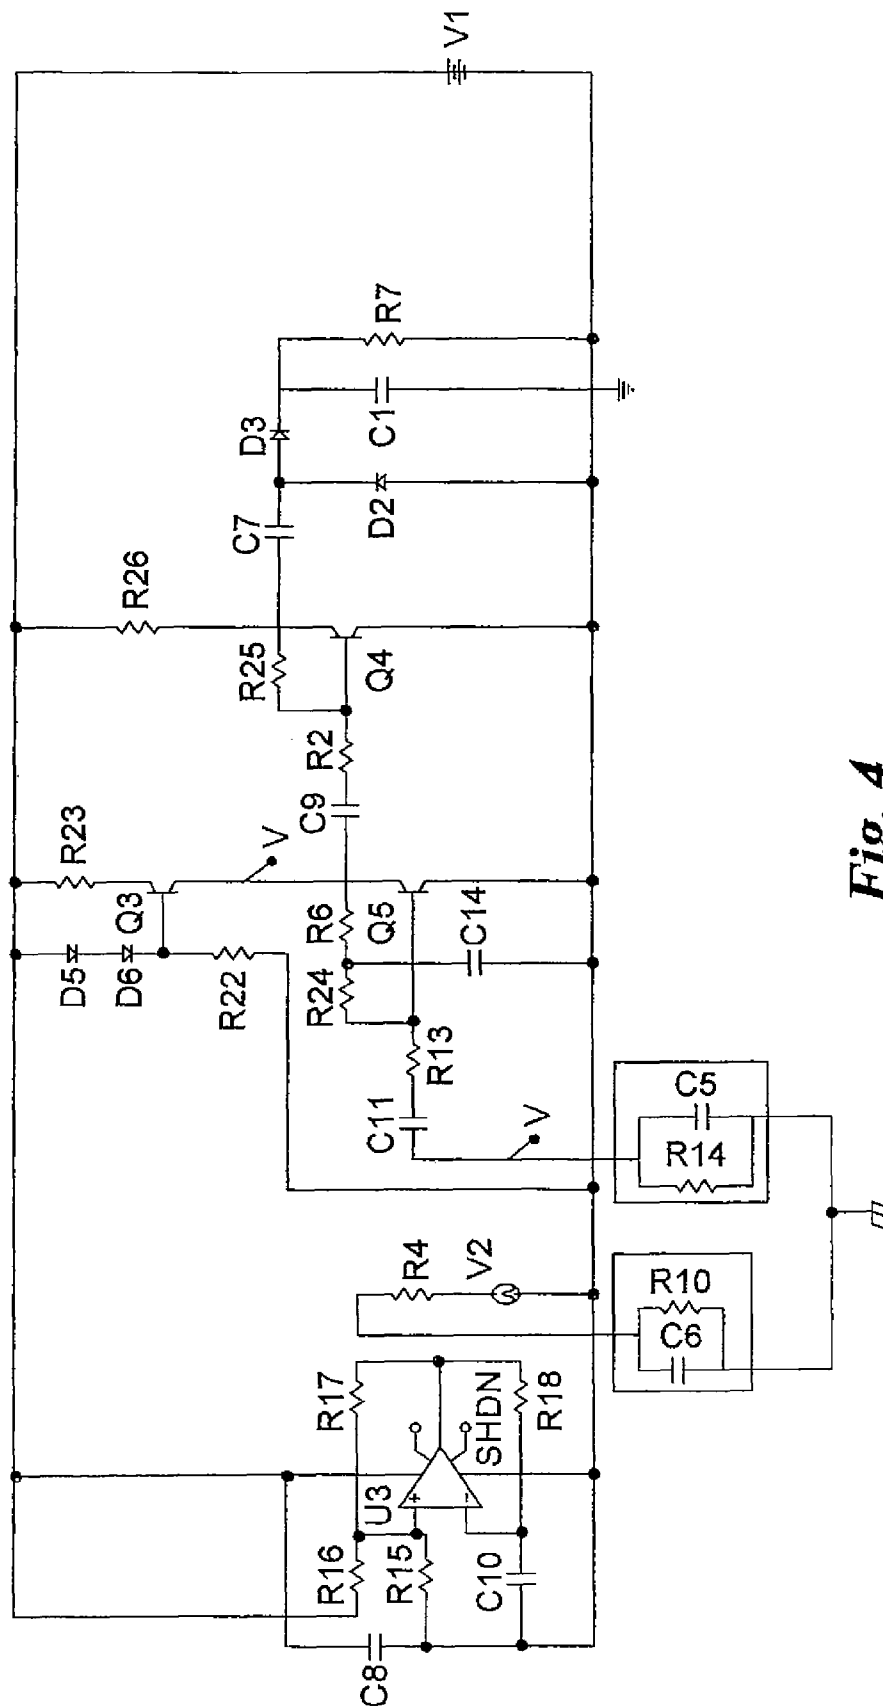 V1
R7
D3
C1
C7
D2
R26
R25
Q4
R2
C9
R23
V
Q3
R6
Q5
C14
D5
D6
R22
R24
R13
C11
V
C5
R14
R4
V2
R10
C6
R17
R18
SHDN
U3
+
−
R16
R15
C10
C8
Fig. 4